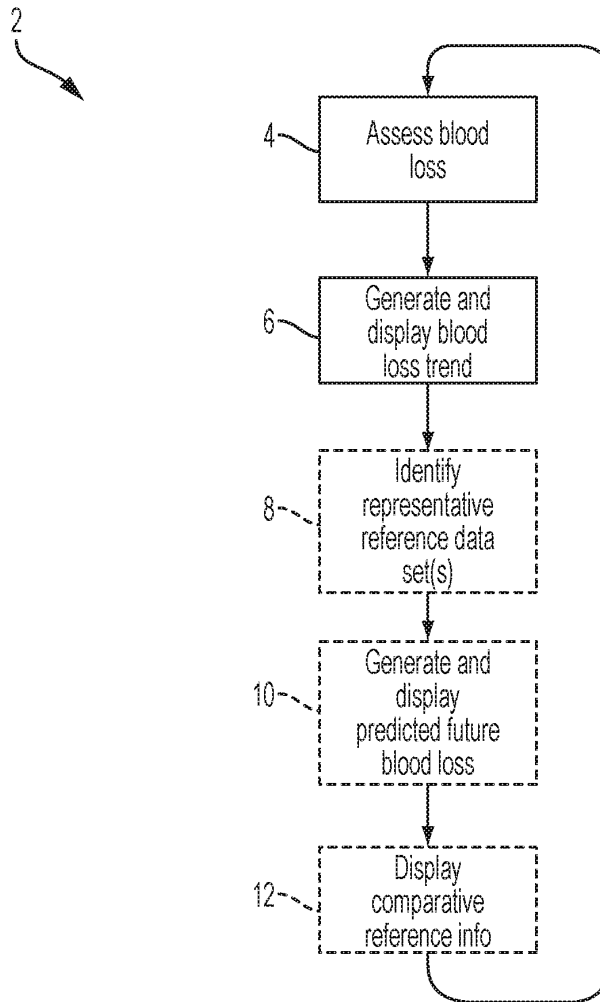 2
4
Assess blood
loss
6
Generate and
display blood
loss trend
8
Identify
representative
reference data
set(s)
10
Generate and
display
predicted future
blood loss
12
Display
comparative
reference info